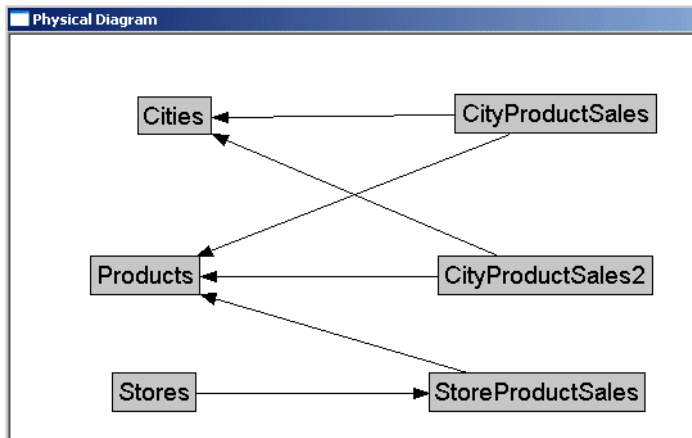 Physical Diagram
Cities
CityProductSales
Products
CityProductSales2
Stores
StoreProductSales